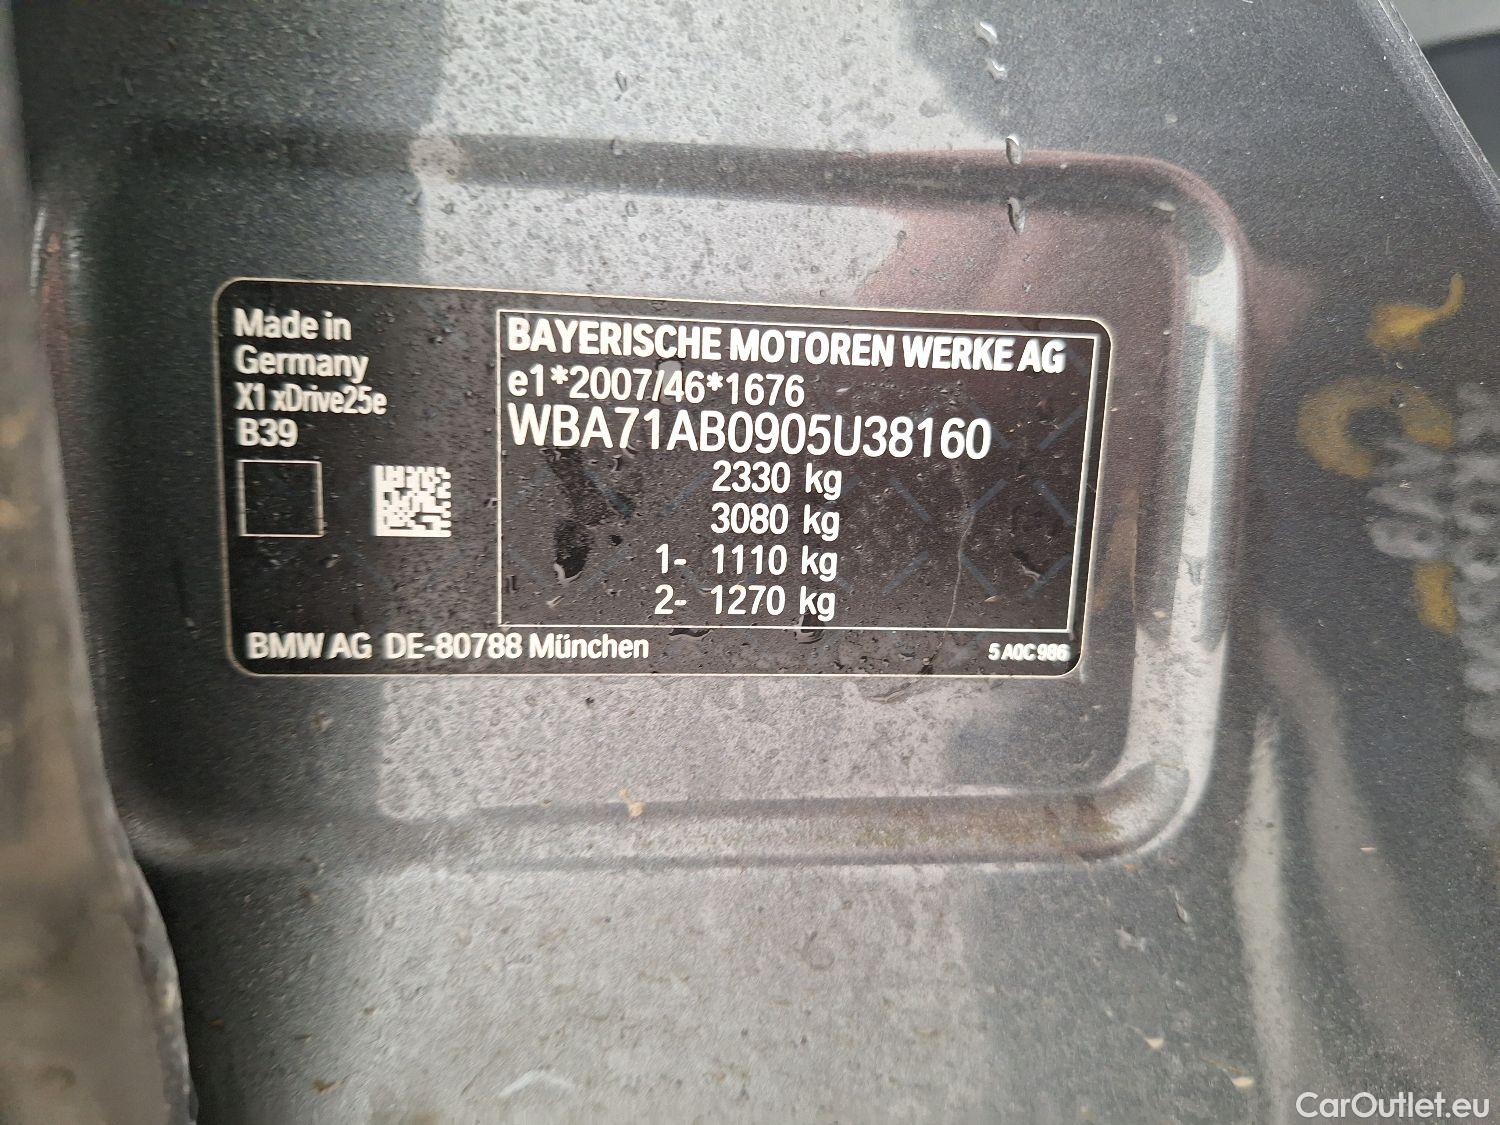 Made in
Germany
X1 xDrive25e
B39
BAYERISCHE MOTOREN WERKE AG
e1*2007/46*1676
WBA71AB0905U38160
2330 kg
3080 kg
1- 1110 kg
2- 1270 kg
BMW AG DE-80788 München
5 A0C 986
CarOutlet.eu